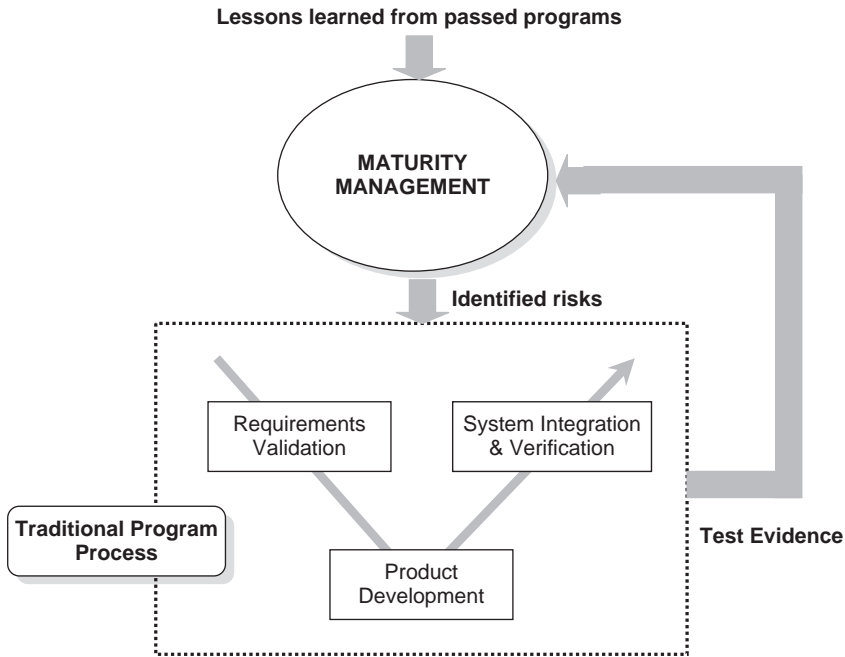 Lessons learned from passed programs
MATURITY
MANAGEMENT
Identified risks
Requirements
Validation
System Integration
& Verification
Traditional Program
Process
Test Evidence
Product
Development